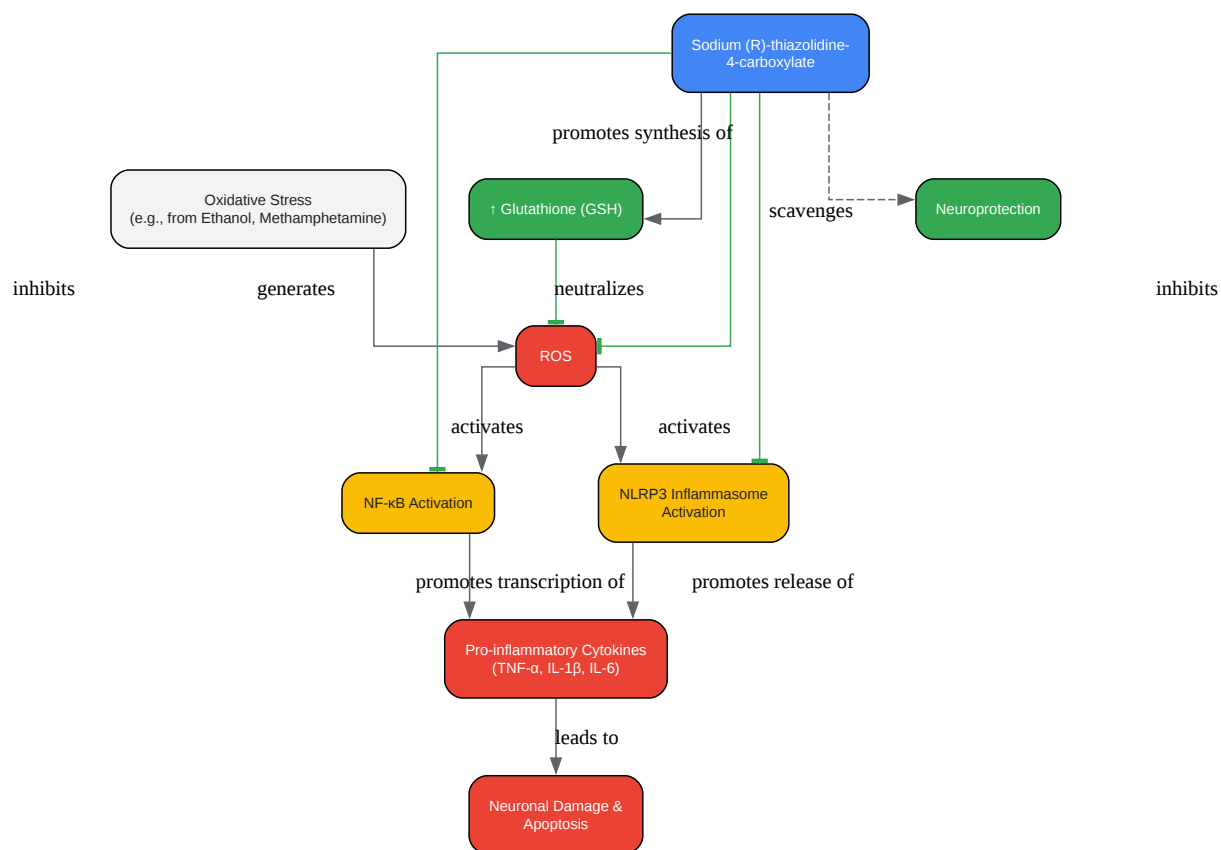 Sodium (R)-thiazolidine-
4-carboxylate
promotes synthesis of
Oxidative Stress
(e.g., from Ethanol, Methamphetamine)
↑ Glutathione (GSH)
scavenges
Neuroprotection
inhibits
generates
neutralizes
inhibits
ROS
activates
activates
NF-κB Activation
NLRP3 Inflammasome
Activation
promotes transcription of
promotes release of
Pro-inflammatory Cytokines
(TNF-α, IL-1β, IL-6)
leads to
Neuronal Damage &
Apoptosis